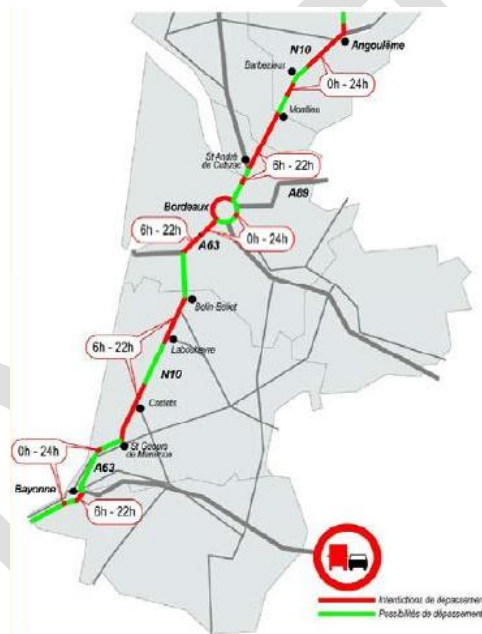 Angoulême
N10
Barbezieux
0h - 24h
Montlieu
St André
de Cubzac
6h - 22h
A89
Bordeaux
6h - 22h
A63
0h - 24h
Belin-Béliet
6h - 22h
Labouheyre
N10
Castets
0h - 24h
St Geours
de Maremne
A63
Bayonne
6h - 22h
Interdictions de dépassement
Possibilités de dépassement